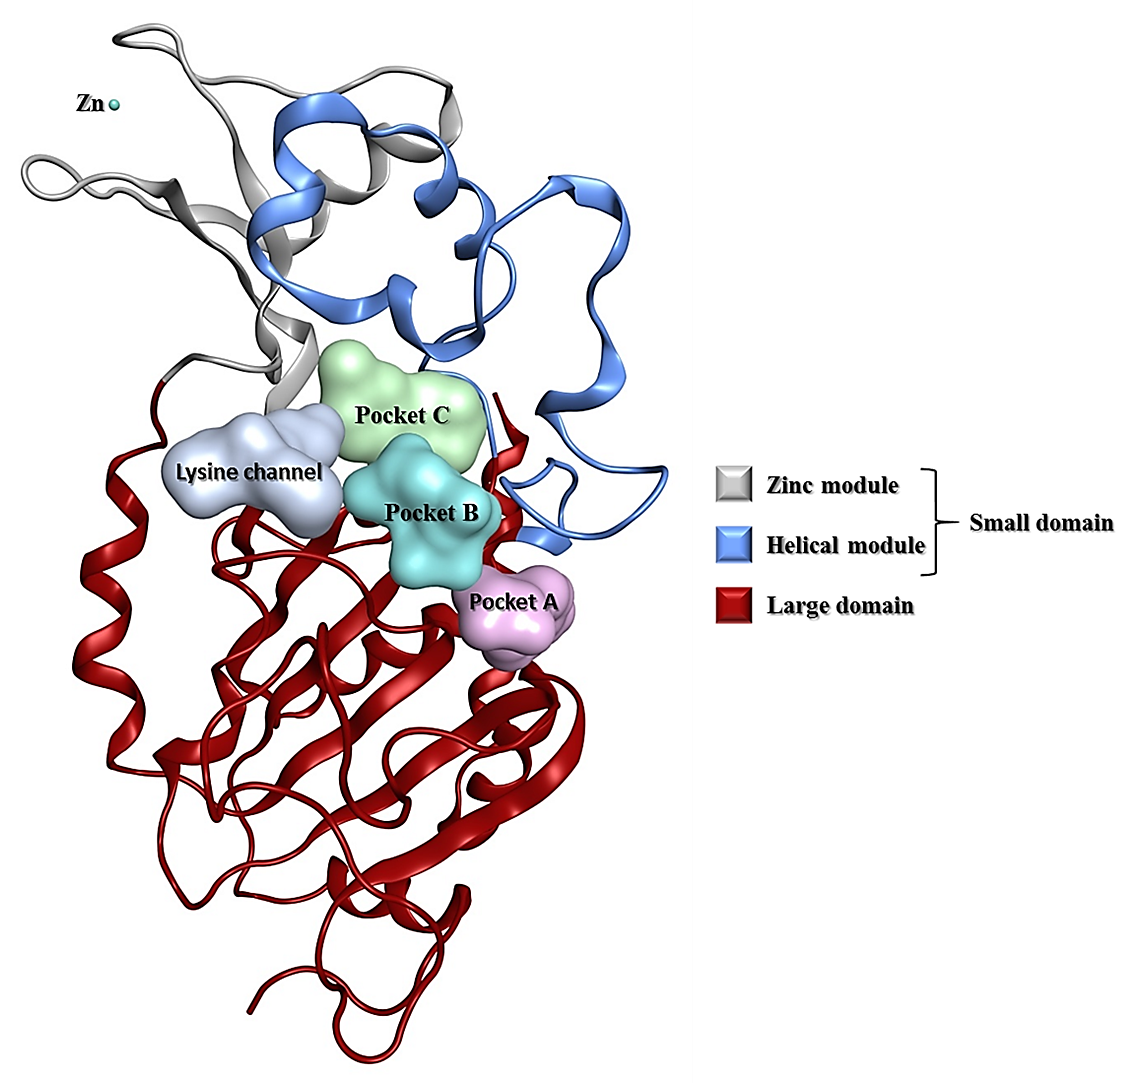 Zn
Pocket C
Lysine channel
Pocket B
Pocket A
Zinc module
Helical module
Small domain
Large domain